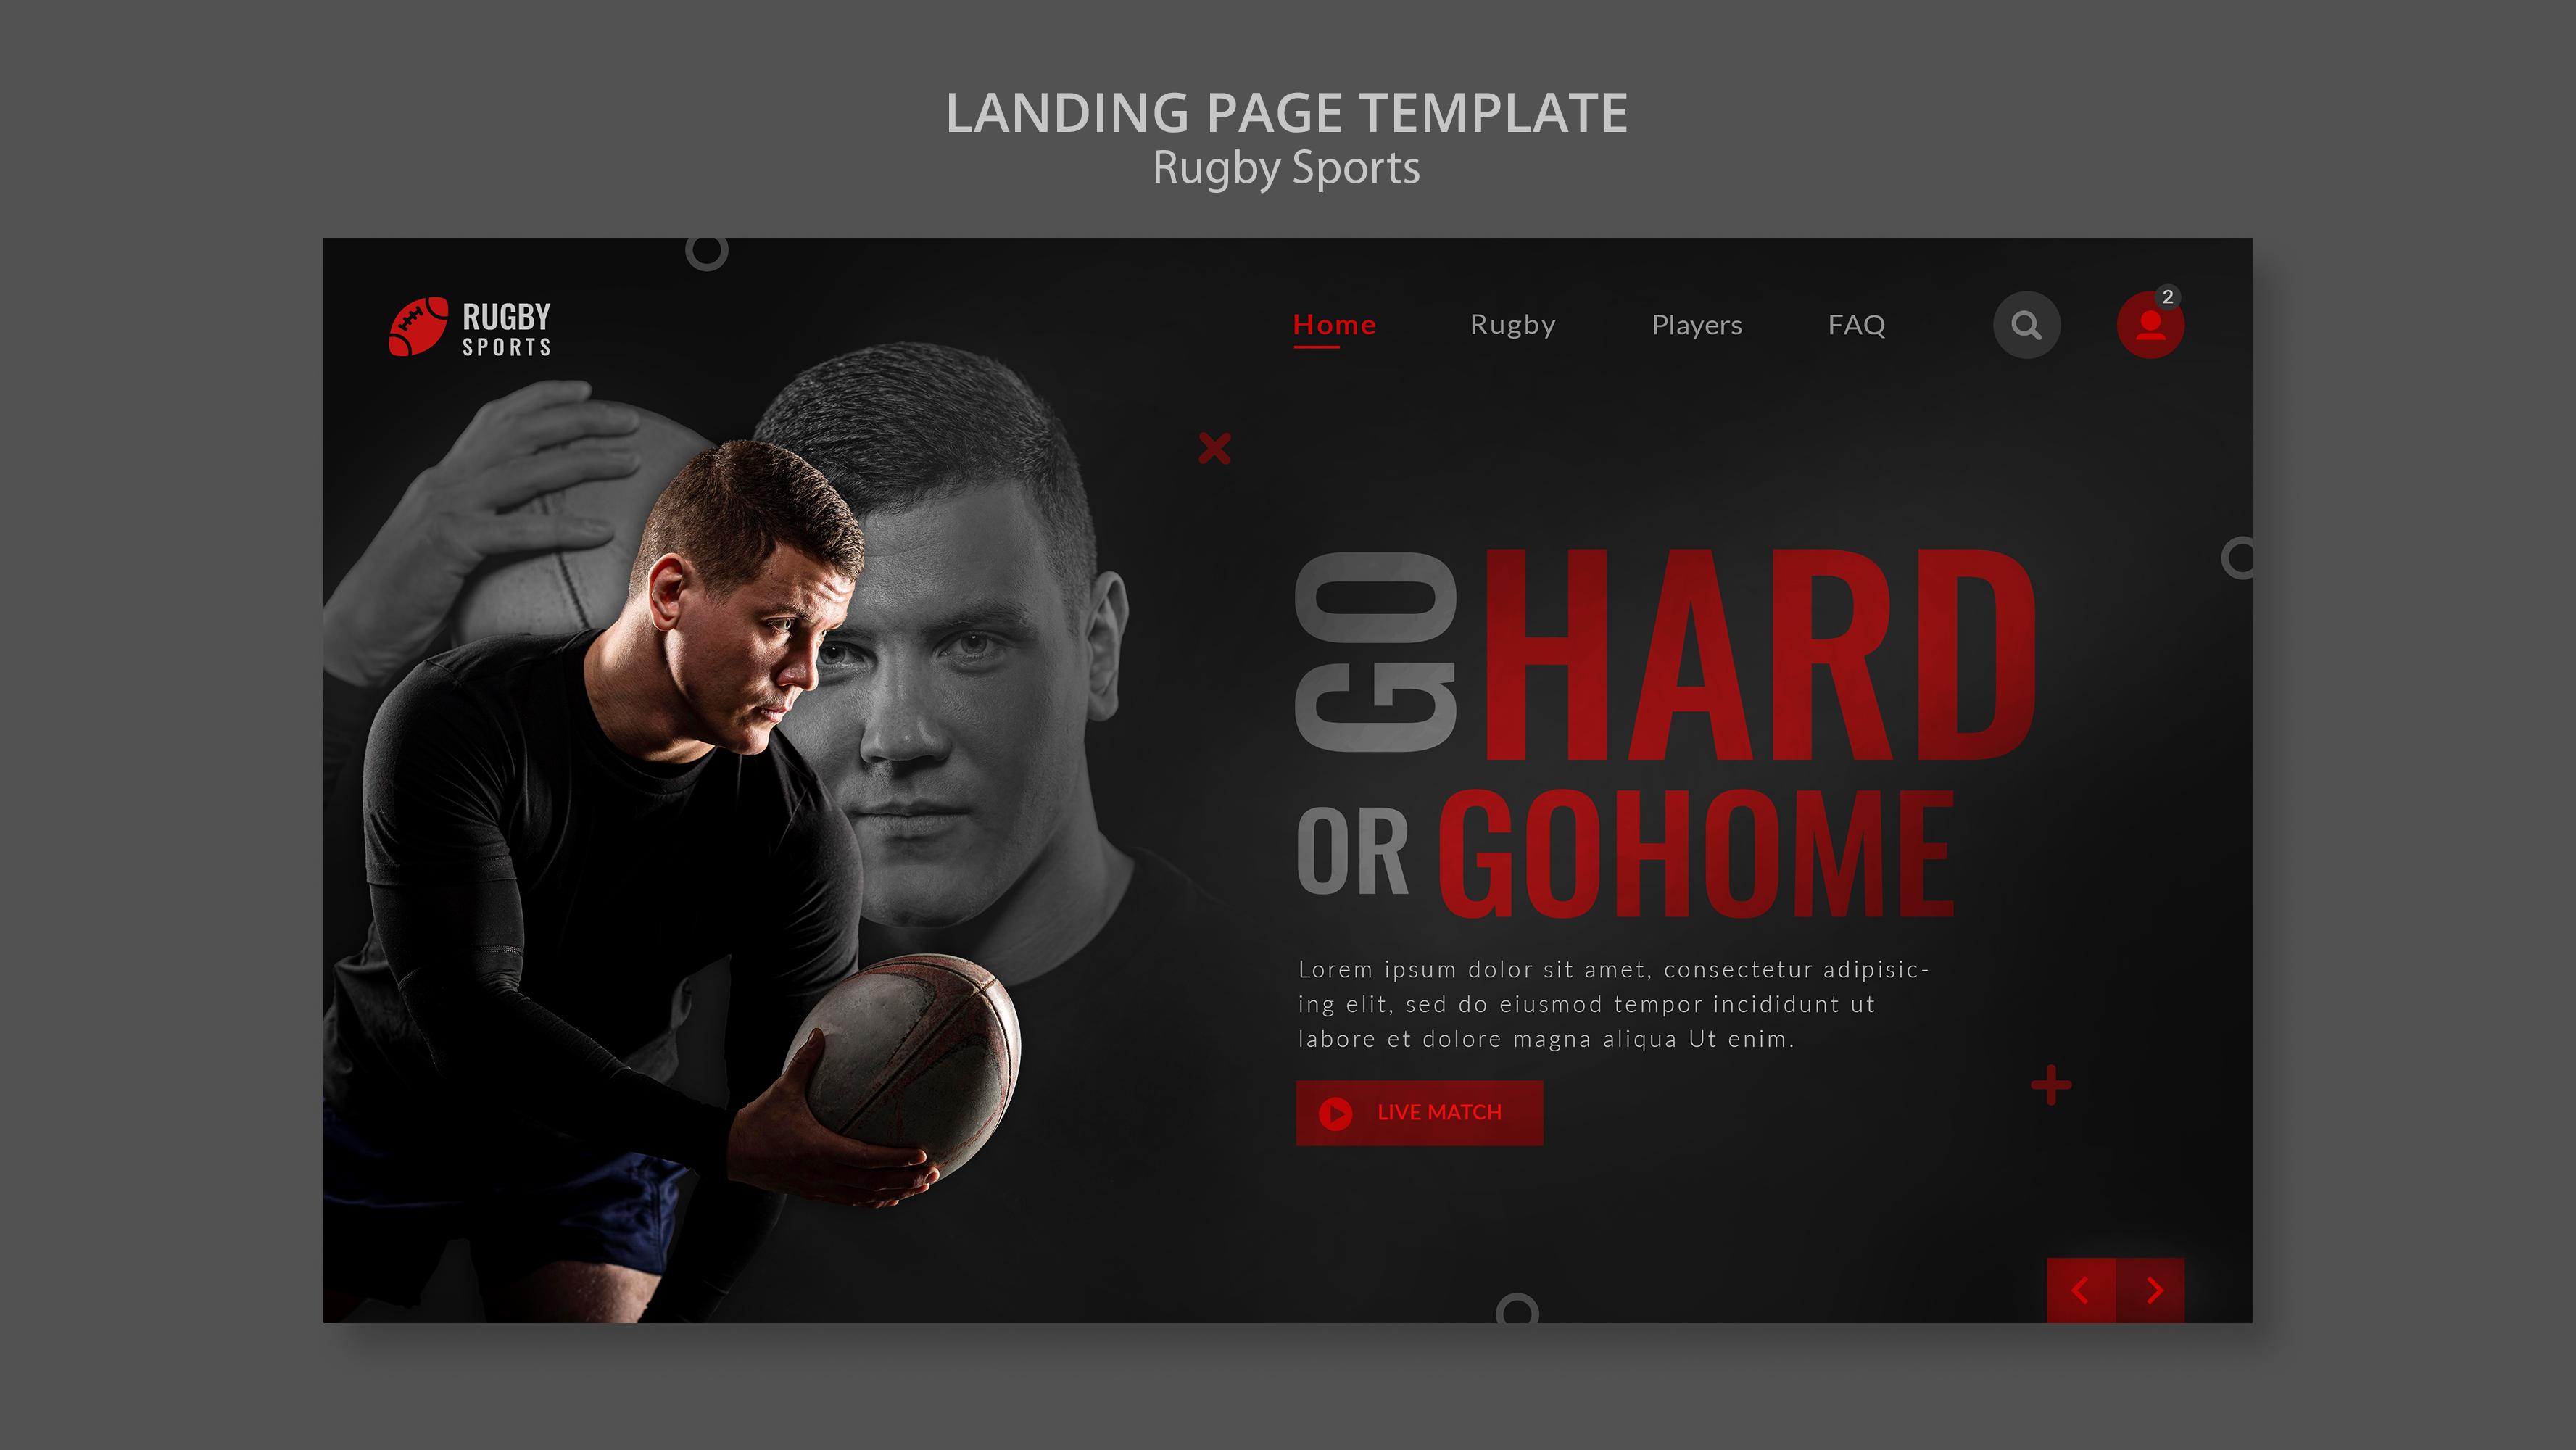 LANDING PAGE TEMPLATE
Rugby Sports
RUGBY
SPORTS
Home Rugby Players FAQ
2
GO HARD
OR GOHOME
Lorem ipsum dolor sit amet, consectetur adipisic-
ing elit, sed do eiusmod tempor incididunt ut
labore et dolore magna aliqua Ut enim.
LIVE MATCH